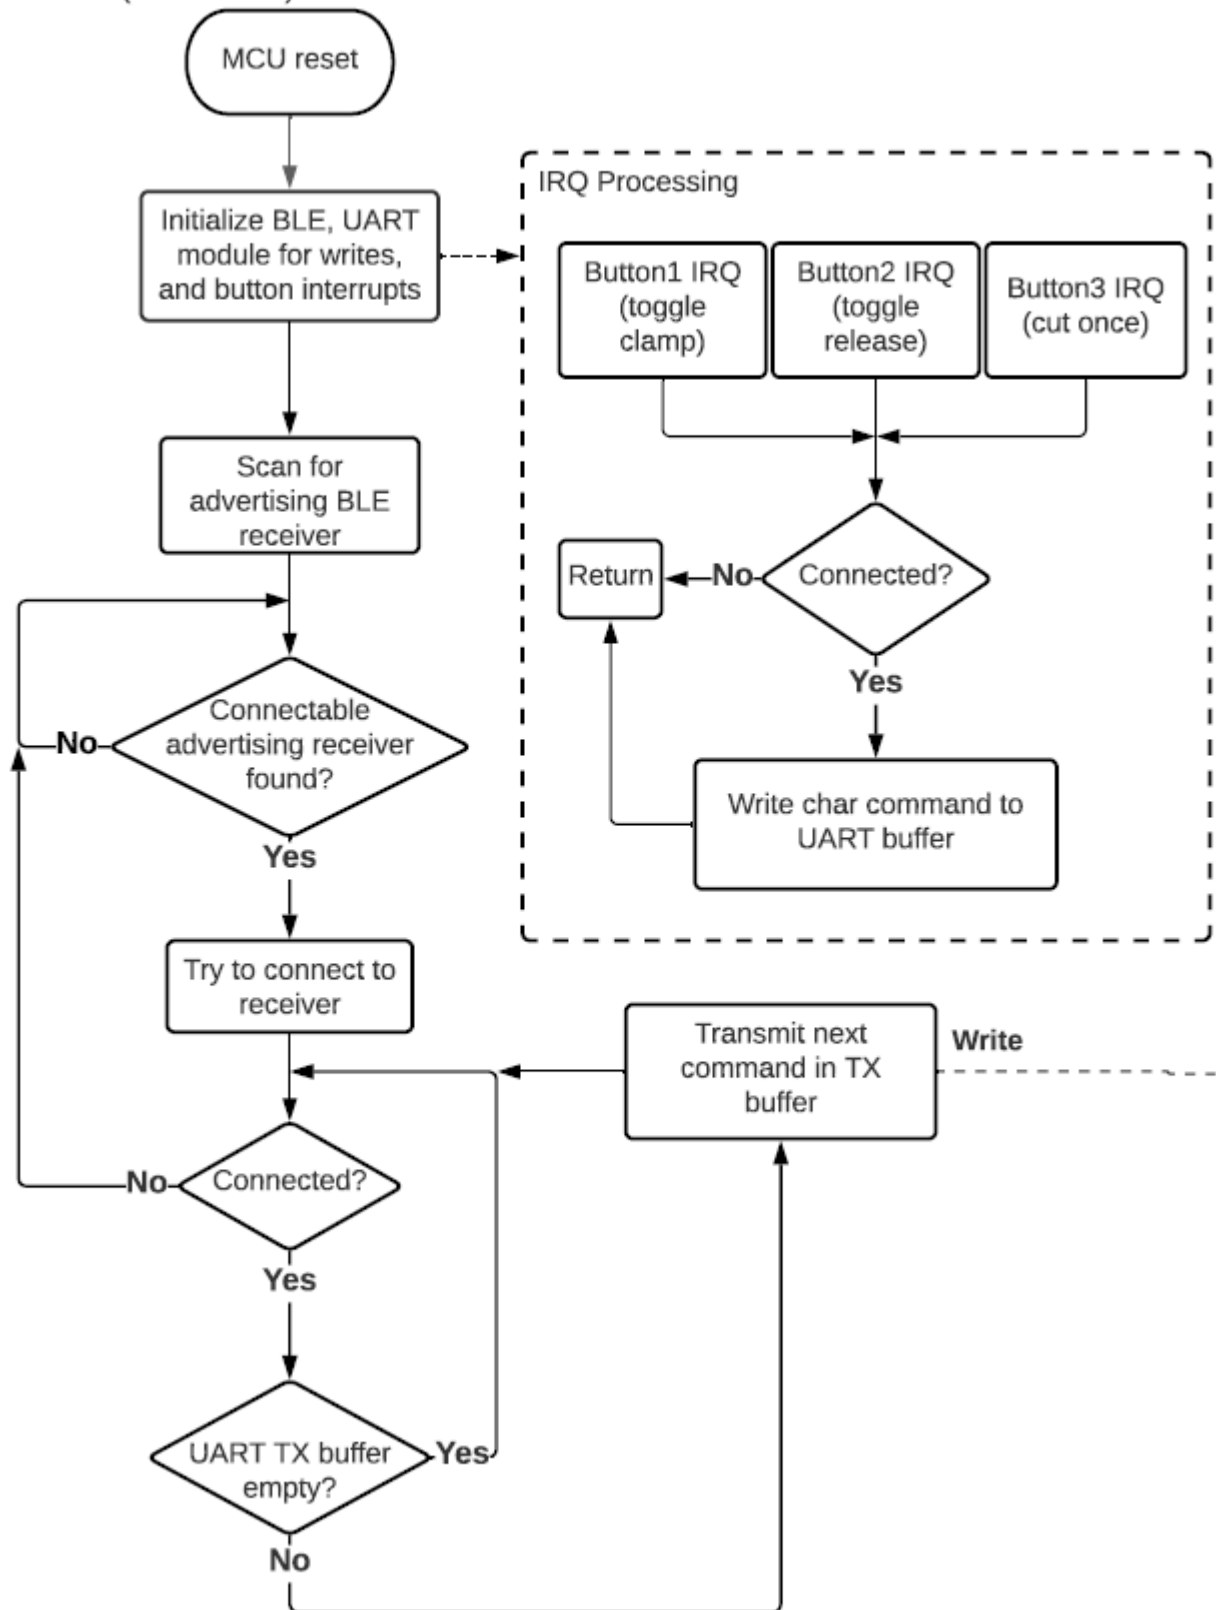 MCU reset
Initialize BLE, UART
module for writes,
and button interrupts
IRQ Processing
Button1 IRQ
(toggle
clamp)
Button2 IRQ
(toggle
release)
Button3 IRQ
(cut once)
Scan for
advertising BLE
receiver
Return
No
Connected?
Yes
Connectable
advertising receiver
found?
No
Yes
Write char command to
UART buffer
Try to connect to
receiver
Transmit next
command in TX
buffer
Write
Connected?
No
Yes
UART TX buffer
empty?
Yes
No